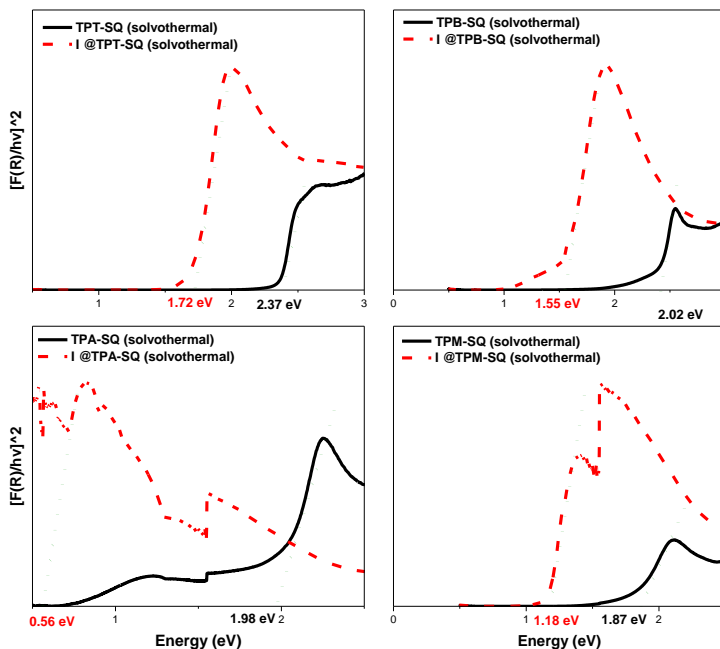 TPT-SQ (solvothermal)
I @TPT-SQ (solvothermal)
[F(R)/hv]^2
1
2
3
1.72 eV
2.37 eV
TPB-SQ (solvothermal)
I @TPB-SQ (solvothermal)
0
1
2
1.55 eV
2.02 eV
TPA-SQ (solvothermal)
I @TPA-SQ (solvothermal)
[F(R)/hv]^2
1
2
0.56 eV
1.98 eV
Energy (eV)
TPM-SQ (solvothermal)
I @TPM-SQ (solvothermal)
0
1
2
1.18 eV
1.87 eV
Energy (eV)